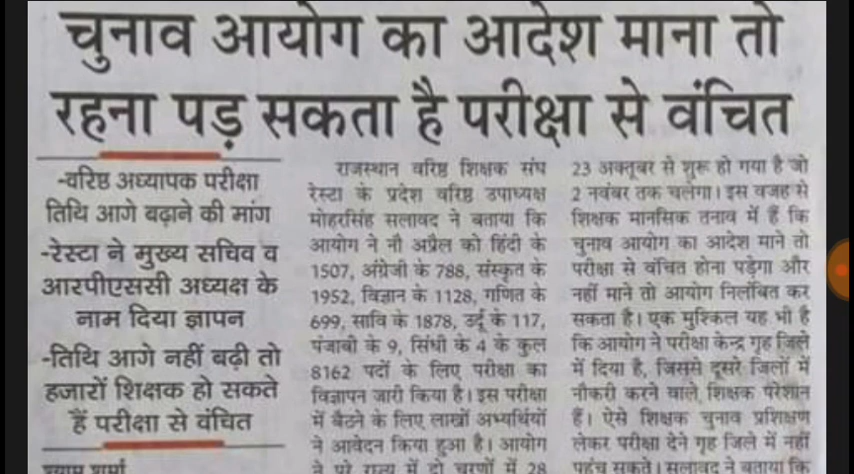 चुनाव आयोग का आदेश माना तो
रहना पड़ सकता है परीक्षा से वंचित
-वरिष्ठ अध्यापक परीक्षा
तिथि आगे बढ़ाने की मांग
-रेस्टा ने मुख्य सचिव व
आरपीएससी अध्यक्ष के
नाम दिया ज्ञापन
-तिथि आगे नहीं बढ़ी तो
हजारों शिक्षक हो सकते
हैं परीक्षा से वंचित
श्याम शर्मा
राजस्थान वरिष्ठ शिक्षक संघ
रेस्टा के प्रदेश वरिष्ठ उपाध्यक्ष
मोहरसिंह सलावद ने बताया कि
आयोग ने नौ अप्रैल को हिंदी के
1507, अंग्रेजी के 788, संस्कृत के
1952, विज्ञान के 1128, गणित के
699, सावि के 1878, उर्दू के 117,
पंजाबी के 9, सिंधी के 4 के कुल
8162 पदों के लिए परीक्षा का
विज्ञापन जारी किया है। इस परीक्षा
में बैठने के लिए लाखों अभ्यर्थियों
ने आवेदन किया हुआ है। आयोग
ने पूरे राज्य में दो चरणों में 28
23 अक्तूबर से शुरू हो गया है जो
2 नवंबर तक चलेगा। इस वजह से
शिक्षक मानसिक तनाव में हैं कि
चुनाव आयोग का आदेश माने तो
परीक्षा से वंचित होना पड़ेगा और
नहीं माने तो आयोग निलंबित कर
सकता है। एक मुश्किल यह भी है
कि आयोग ने परीक्षा केन्द्र गृह जिले
में दिया है, जिससे दूसरे जिलों में
नौकरी करने वाले शिक्षक परेशान
हैं। ऐसे शिक्षक चुनाव प्रशिक्षण
लेकर परीक्षा देने गृह जिले में नहीं
पहुंच सकते। सलावद ने बताया कि